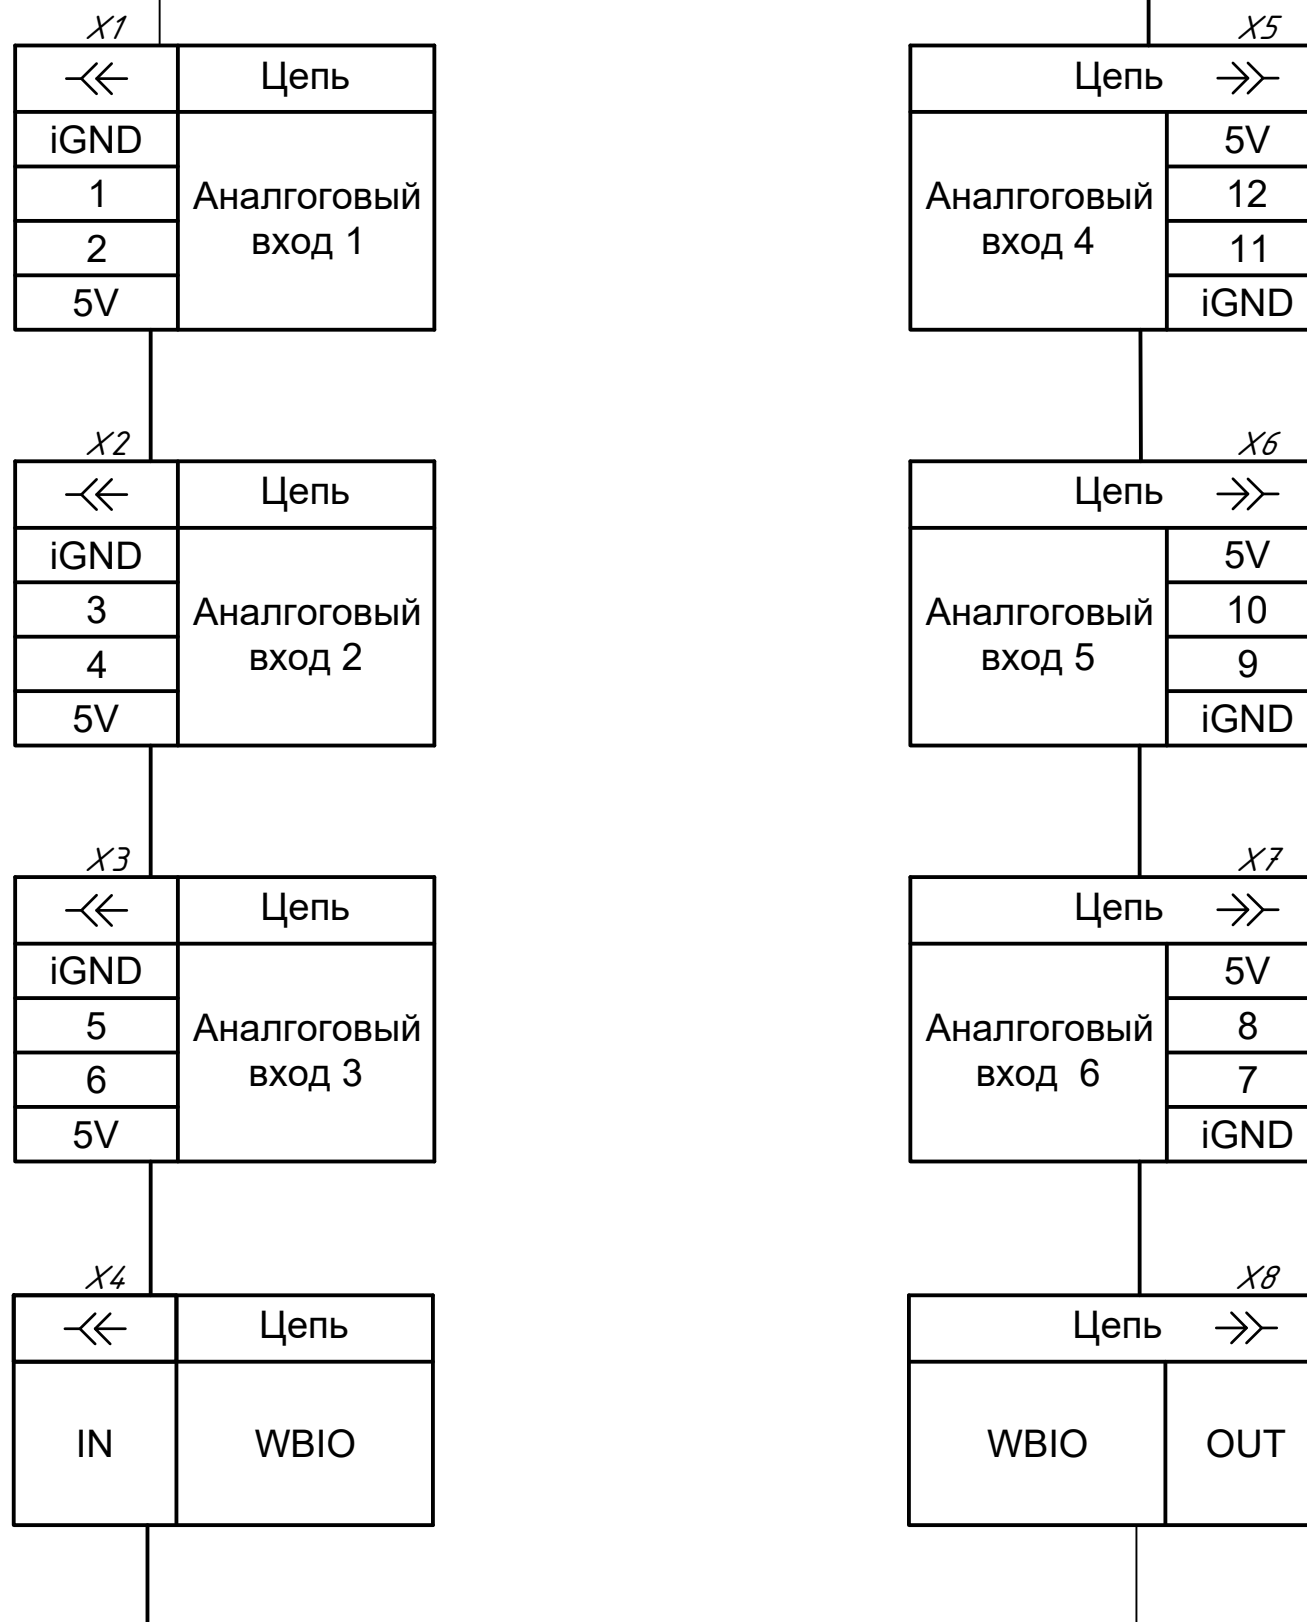 X1
Цепь
iGND
1
2
5V
Аналгоговый
вход 1
X2
Цепь
iGND
3
4
5V
Аналгоговый
вход 2
X3
Цепь
iGND
5
6
5V
Аналгоговый
вход 3
X4
Цепь
IN
WBIO
X5
Цепь
Аналгоговый
вход 4
5V
12
11
iGND
X6
Цепь
Аналгоговый
вход 5
5V
10
9
iGND
X7
Цепь
Аналгоговый
вход 6
5V
8
7
iGND
X8
Цепь
WBIO
OUT